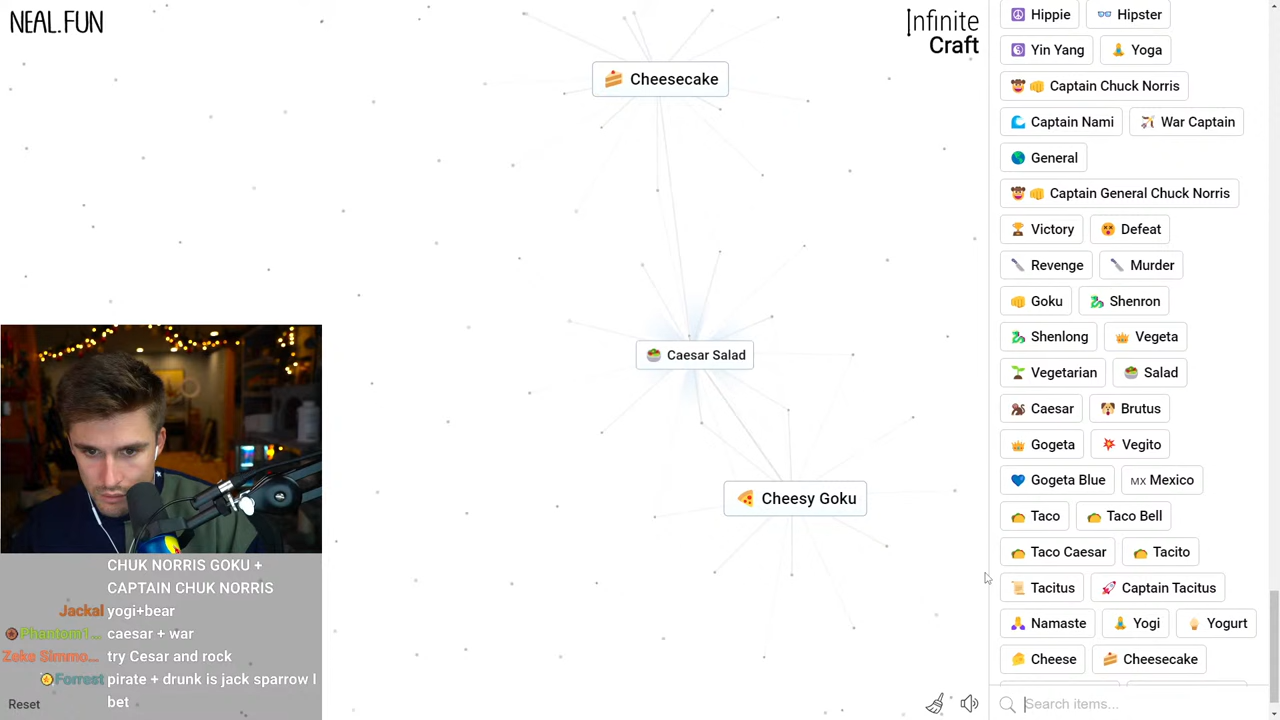 NEAL.FUN
Infinite
Craft
Cheesecake
Caesar Salad
Cheesy Goku
Hippie
Hipster
Yin Yang
Yoga
Captain Chuck Norris
Captain Nami
War Captain
General
Captain General Chuck Norris
Victory
Defeat
Revenge
Murder
Goku
Shenron
Shenlong
Vegeta
Vegetarian
Salad
Caesar
Brutus
Gogeta
Vegito
Gogeta Blue
MX Mexico
Taco
Taco Bell
Taco Caesar
Tacito
Tacitus
Captain Tacitus
Namaste
Yogi
Yogurt
Cheese
Cheesecake
Search items...
CHUK NORRIS GOKU +
CAPTAIN CHUK NORRIS
Jackal yogi+bear
Phantom1... caesar + war
Zeku Simmo... try Cesar and rock
Forrest pirate + drunk is jack sparrow I
bet
Reset